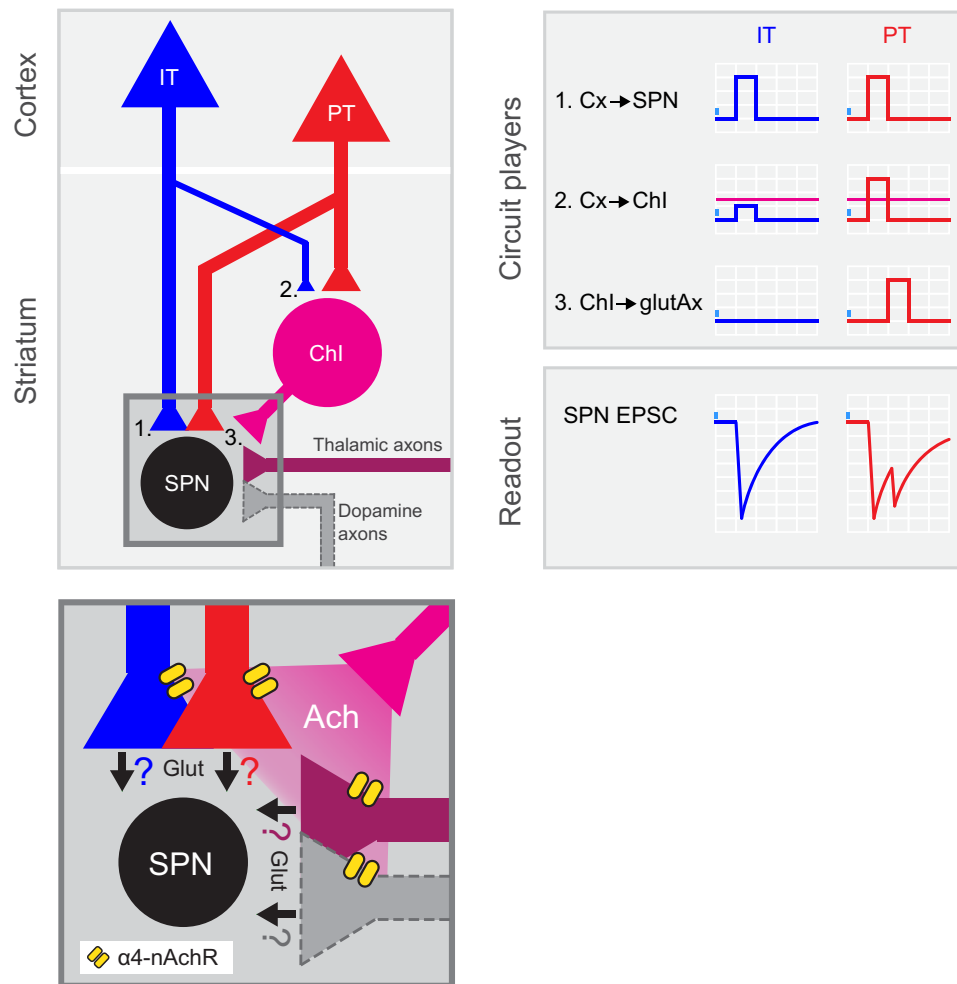 Cortex
IT
PT
Striatum
2.
ChI
1.
3.
SPN
Thalamic axons
Dopamine
axons
Circuit players
IT
PT
1. Cx→SPN
2. Cx→ChI
3. ChI→glutAx
Readout
SPN EPSC
Ach
? Glut ?
SPN
?
Glut
?
α4-nAchR